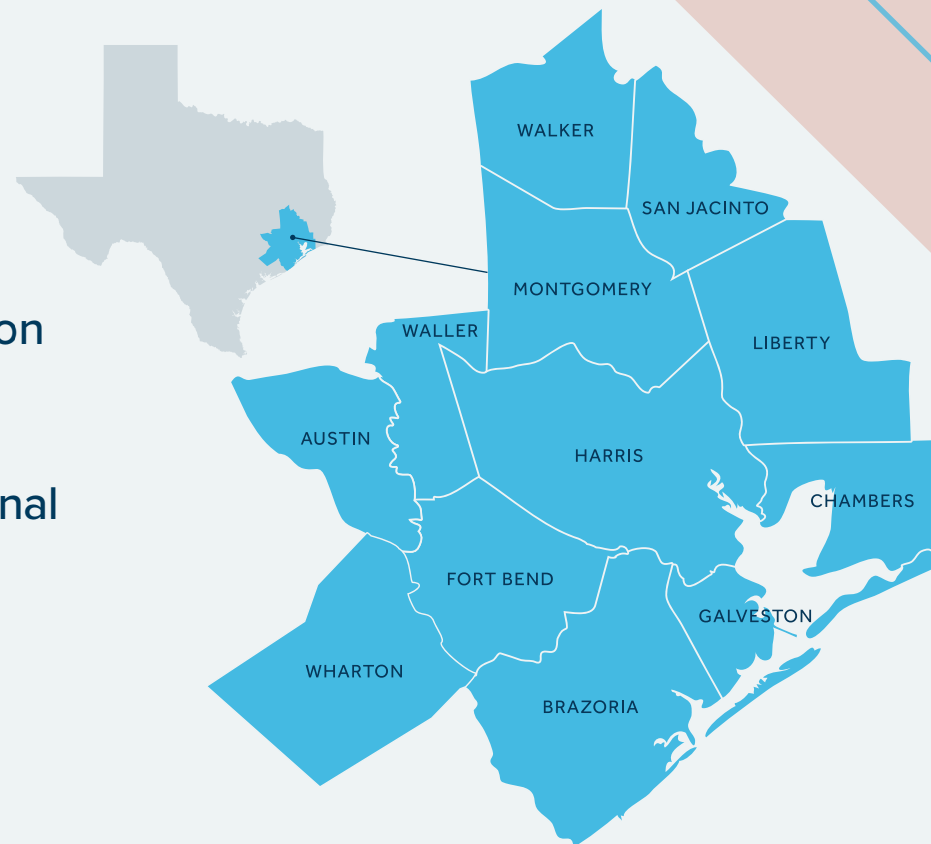 WALKER
SAN JACINTO
MONTGOMERY
on
WALLER
LIBERTY
AUSTIN
HARRIS
nal
CHAMBERS
FORT BEND
GALVESTON
WHARTON
BRAZORIA